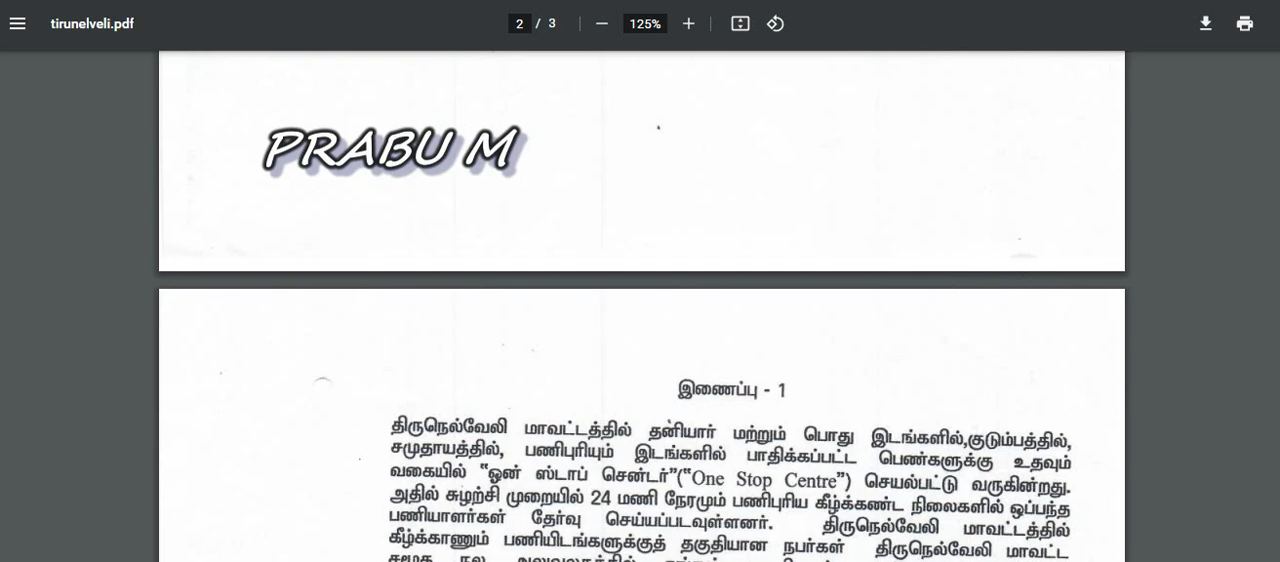 tirunelveli.pdf
2 / 3
125%
PRABU M
இணைப்பு - 1
திருநெல்வேலி மாவட்டத்தில் தனியார் மற்றும் பொது இடங்களில்,குடும்பத்தில்,
சமுதாயத்தில், பணிபுரியும் இடங்களில் பாதிக்கப்பட்ட பெண்களுக்கு உதவும்
வகையில் “ஒன் ஸ்டாப் சென்டர்”(“One Stop Centre”) செயல்பட்டு வருகின்றது.
அதில் சுழற்சி முறையில் 24 மணி நேரமும் பணிபுரிய கீழ்க்கண்ட நிலைகளில் ஒப்பந்த
பணியாளர்கள் தேர்வு செய்யப்படவுள்ளனர். திருநெல்வேலி மாவட்டத்தில்
கீழ்க்காணும் பணியிடங்களுக்குத் தகுதியான நபர்கள் திருநெல்வேலி மாவட்ட